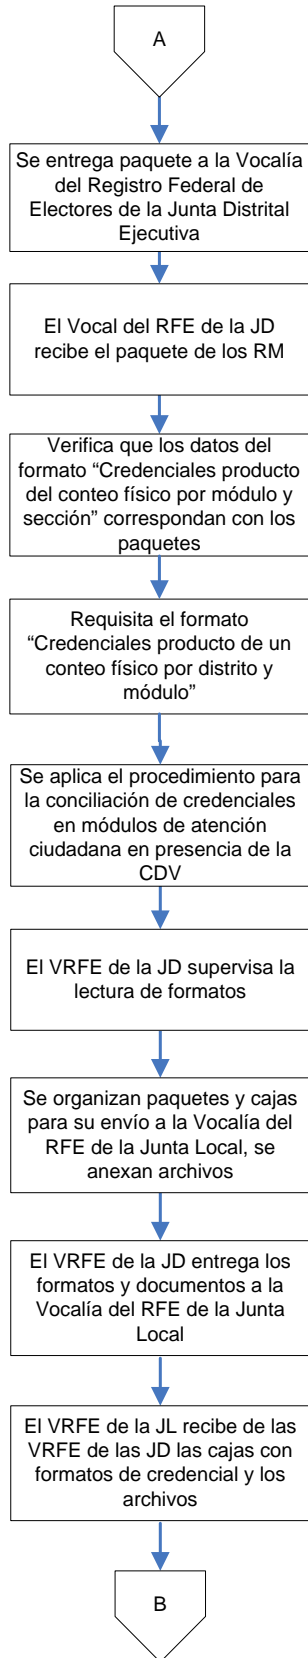 A
Se entrega paquete a la Vocalía
del Registro Federal de
Electores de la Junta Distrital
Ejecutiva
El Vocal del RFE de la JD
recibe el paquete de los RM
Verifica que los datos del
formato “Credenciales producto
del conteo físico por módulo y
sección” correspondan con los
paquetes
Requisita el formato
“Credenciales producto de un
conteo físico por distrito y
módulo”
Se aplica el procedimiento para
la conciliación de credenciales
en módulos de atención
ciudadana en presencia de la
CDV
El VRFE de la JD supervisa la
lectura de formatos
Se organizan paquetes y cajas
para su envío a la Vocalía del
RFE de la Junta Local, se
anexan archivos
El VRFE de la JD entrega los
formatos y documentos a la
Vocalía del RFE de la Junta
Local
El VRFE de la JL recibe de las
VRFE de las JD las cajas con
formatos de credencial y los
archivos
B